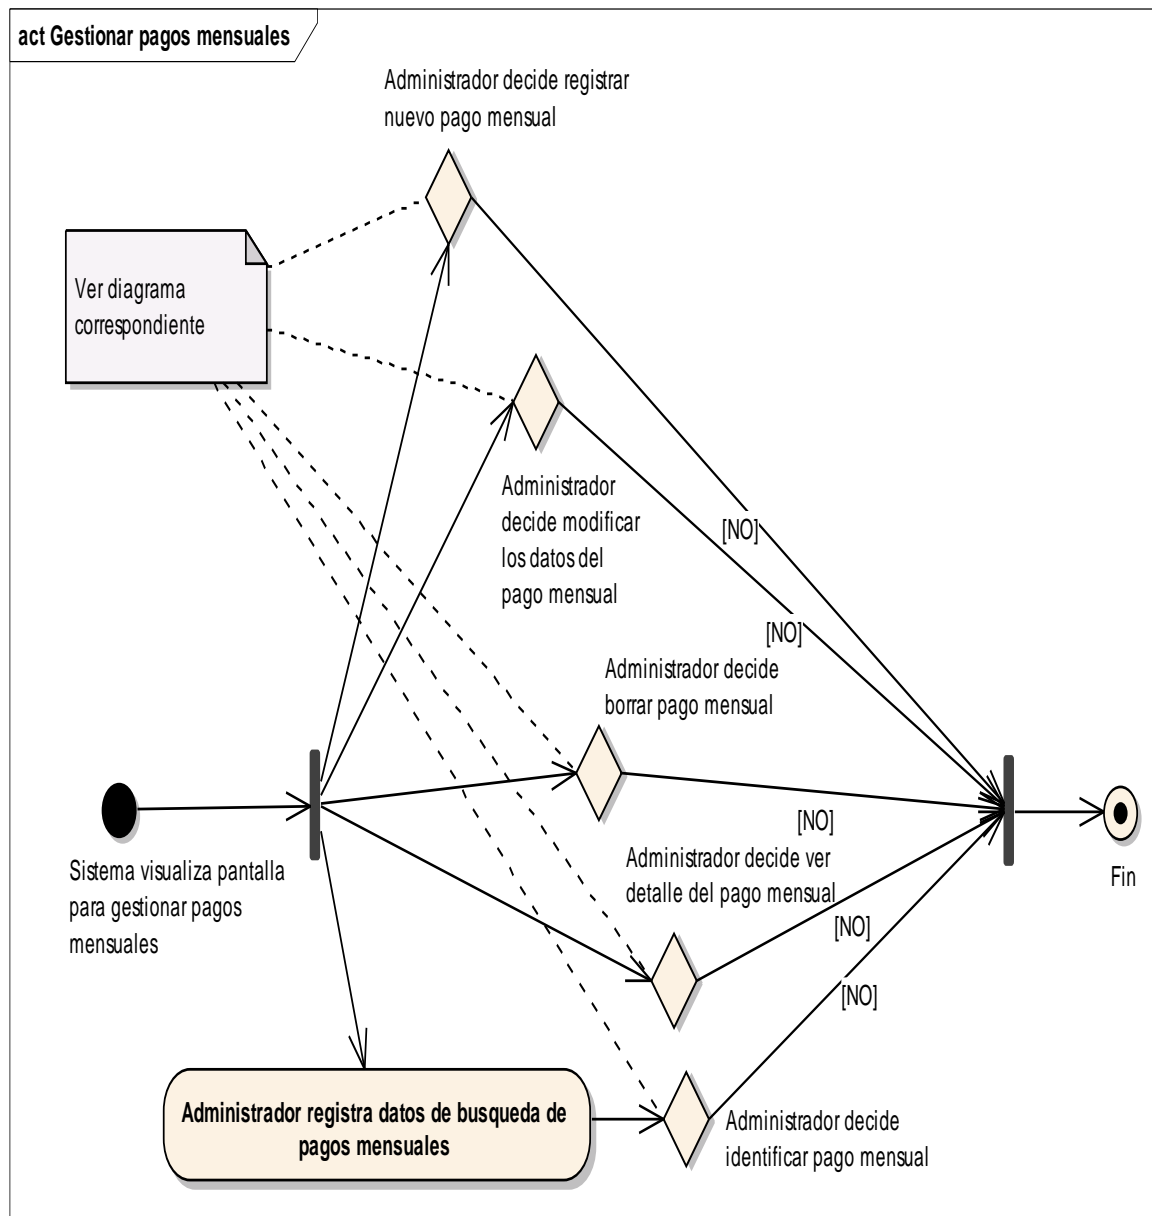 act Gestionar pagos mensuales
Administrador decide registrar
nuevo pago mensual
Ver diagrama
correspondiente
Administrador
decide modificar
los datos del
pago mensual
[NO]
[NO]
Administrador decide
borrar pago mensual
[NO]
Sistema visualiza pantalla
para gestionar pagos
mensuales
Administrador decide ver
detalle del pago mensual
Fin
[NO]
[NO]
Administrador registra datos de busqueda de
pagos mensuales
Administrador decide
identificar pago mensual